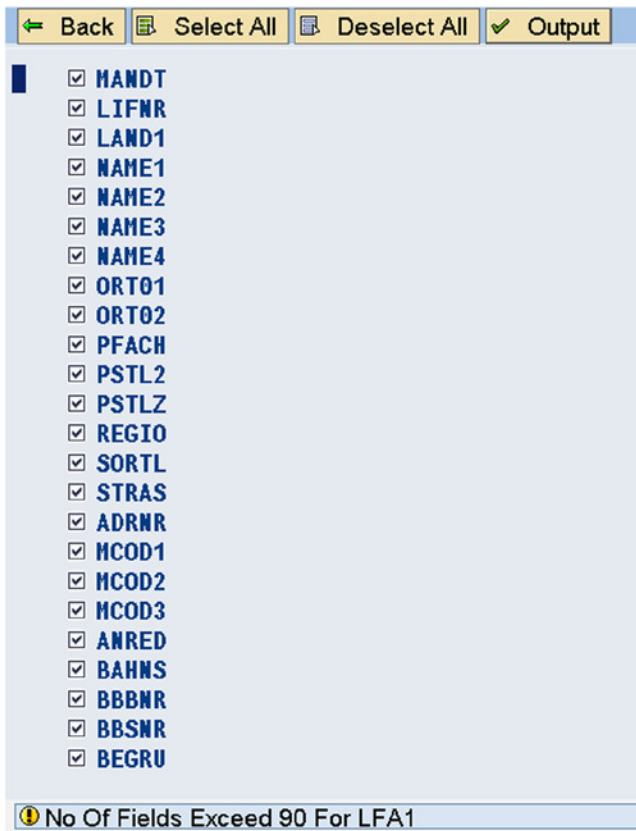 Back Select All Deselect All Output
MANDT
LIFNR
LAND1
NAME1
NAME2
NAME3
NAME4
ORT01
ORT02
PFACH
PSTL2
PSTLZ
REGIO
SORTL
STRAS
ADRNR
MCOD1
MCOD2
MCOD3
ANRED
BAHNS
BBBNR
BBSNR
BEGRU
No Of Fields Exceed 90 For LFA1